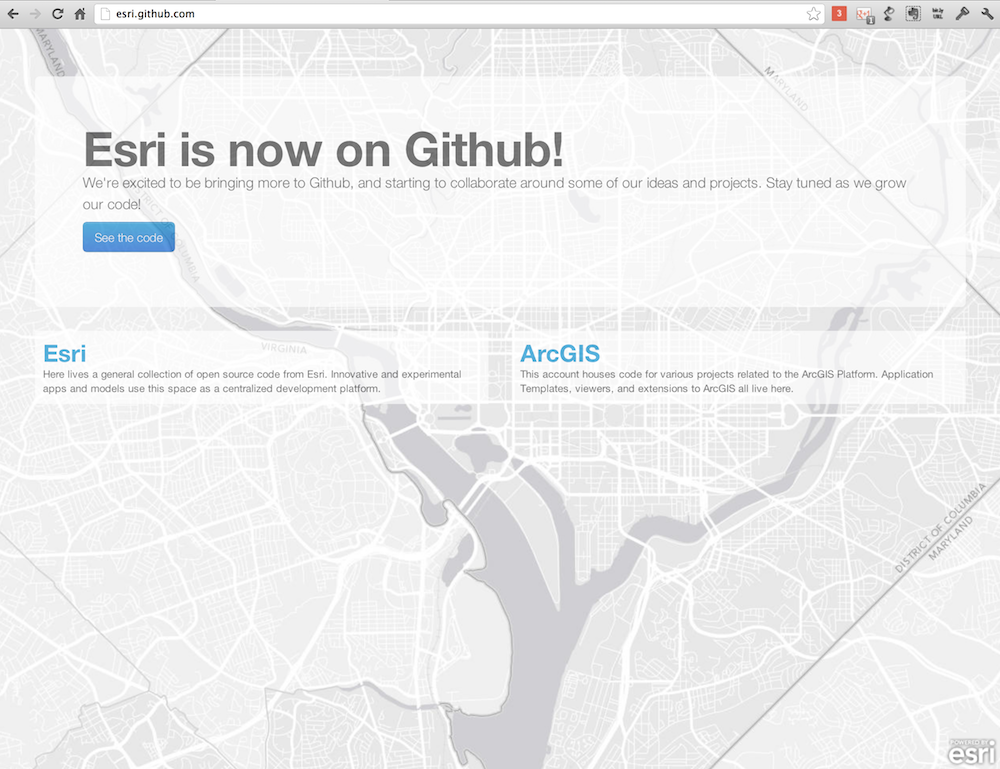 esri.github.com
3
1
MARYLAND
MARYLAND
Esri is now on Github!
We're excited to be bringing more to Github, and starting to collaborate around some of our ideas and projects. Stay tuned as we grow
our code!
See the code
DISTRICT OF COLUMBIA
VIRGINIA
Esri
Here lives a general collection of open source code from Esri. Innovative and experimental
apps and models use this space as a centralized development platform.
ArcGIS
This account houses code for various projects related to the ArcGIS Platform. Application
Templates, viewers, and extensions to ArcGIS all live here.
DISTRICT OF COLUMBIA
MARYLAND
POWERED BY
esri